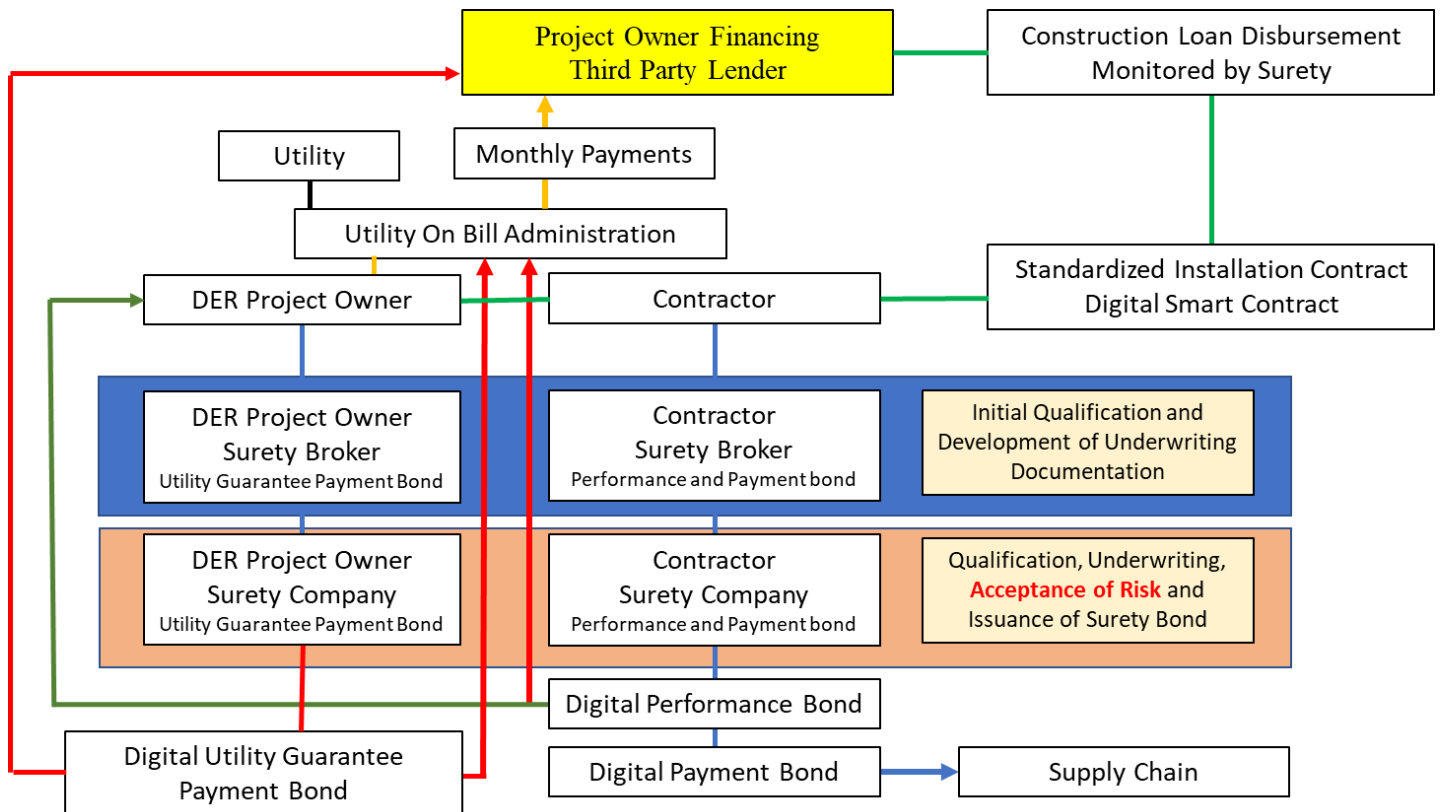 Project Owner Financing
Third Party Lender
Construction Loan Disbursement
Monitored by Surety
Utility
Monthly Payments
Utility On Bill Administration
DER Project Owner
Contractor
Standardized Installation Contract
Digital Smart Contract
DER Project Owner
Surety Broker
Utility Guarantee Payment Bond
Contractor
Surety Broker
Performance and Payment bond
Initial Qualification and
Development of Underwriting
Documentation
DER Project Owner
Surety Company
Utility Guarantee Payment Bond
Contractor
Surety Company
Performance and Payment bond
Qualification, Underwriting,
Acceptance of Risk and
Issuance of Surety Bond
Digital Performance Bond
Digital Utility Guarantee
Payment Bond
Digital Payment Bond
Supply Chain